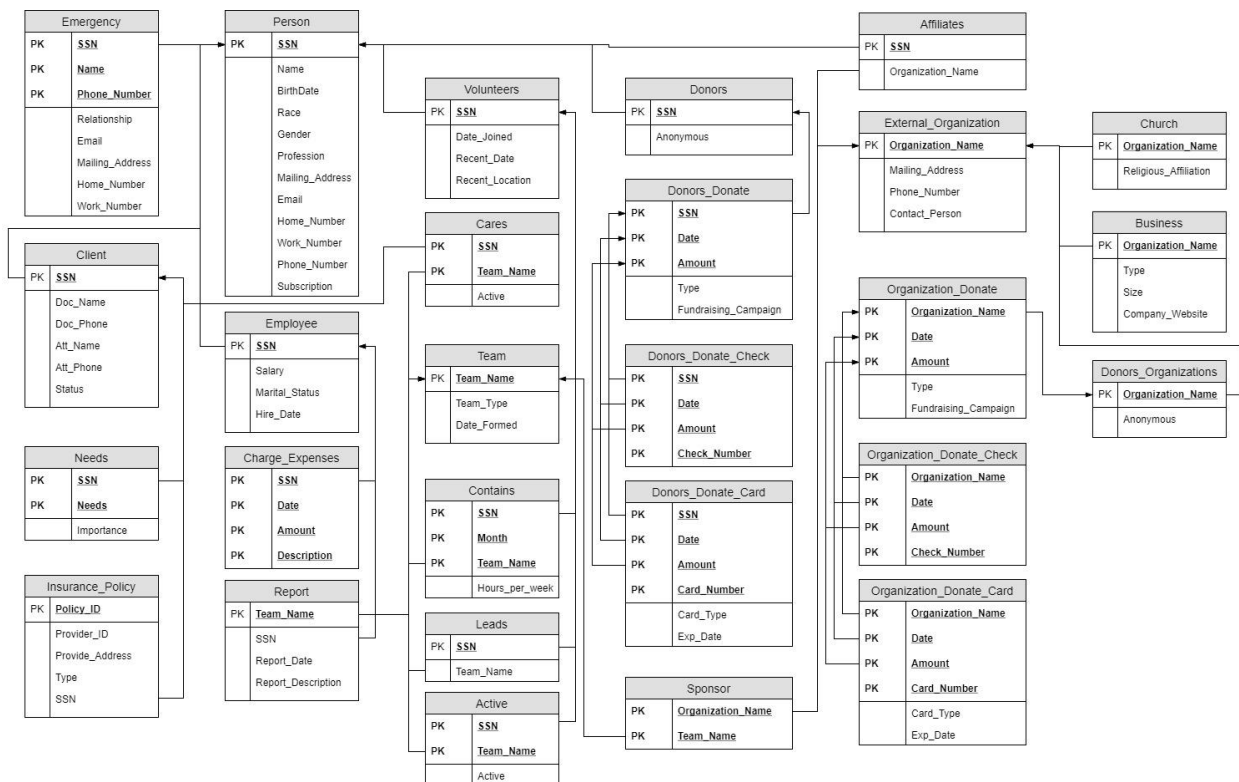 Emergency
PK SSN
PK Name
PK Phone_Number
Relationship
Email
Mailing_Address
Home_Number
Work_Number
Client
PK SSN
Doc_Name
Doc_Phone
Att_Name
Att_Phone
Status
Needs
PK SSN
PK Needs
Importance
Insurance_Policy
PK Policy_ID
Provider_ID
Provide_Address
Type
SSN
Person
PK SSN
Name
BirthDate
Race
Gender
Profession
Mailing_Address
Email
Home_Number
Work_Number
Phone_Number
Subscription
Employee
PK SSN
Salary
Marital_Status
Hire_Date
Charge_Expenses
PK SSN
PK Date
PK Amount
PK Description
Report
PK Team_Name
SSN
Report_Date
Report_Description
Volunteers
PK SSN
Date_Joined
Recent_Date
Recent_Location
Cares
PK SSN
PK Team_Name
Active
Team
PK Team_Name
Team_Type
Date_Formed
Contains
PK SSN
PK Month
PK Team_Name
Hours_per_week
Leads
PK SSN
Team_Name
Active
PK SSN
PK Team_Name
Active
Donors
PK SSN
Anonymous
Donors_Donate
PK SSN
PK Date
PK Amount
Type
Fundraising_Campaign
Donors_Donate_Check
PK SSN
PK Date
PK Amount
PK Check_Number
Donors_Donate_Card
PK SSN
PK Date
PK Amount
PK Card_Number
Card_Type
Exp_Date
Sponsor
PK Organization_Name
PK Team_Name
Affiliates
PK SSN
Organization_Name
External_Organization
PK Organization_Name
Mailing_Address
Phone_Number
Contact_Person
Organization_Donate
PK Organization_Name
PK Date
PK Amount
Type
Fundraising_Campaign
Organization_Donate_Check
PK Organization_Name
PK Date
PK Amount
PK Check_Number
Organization_Donate_Card
PK Organization_Name
PK Date
PK Amount
PK Card_Number
Card_Type
Exp_Date
Church
PK Organization_Name
Religious_Affiliation
Business
PK Organization_Name
Type
Size
Company_Website
Donors_Organizations
PK Organization_Name
Anonymous